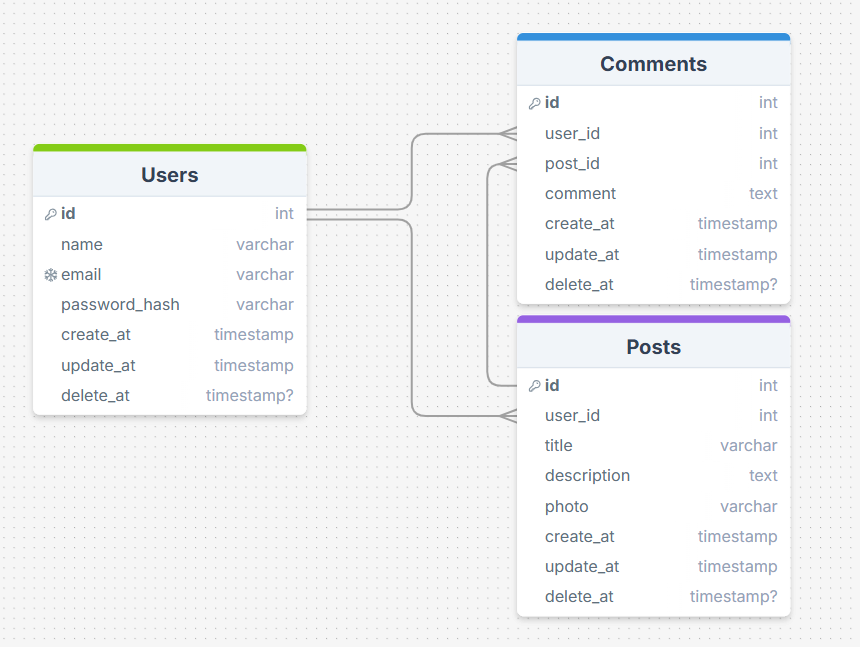 Users
id int
name varchar
email varchar
password_hash varchar
create_at timestamp
update_at timestamp
delete_at timestamp?
Comments
id int
user_id int
post_id int
comment text
create_at timestamp
update_at timestamp
delete_at timestamp?
Posts
id int
user_id int
title varchar
description text
photo varchar
create_at timestamp
update_at timestamp
delete_at timestamp?